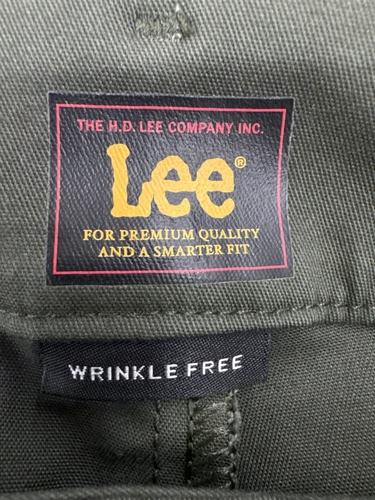 THE H.D. LEE COMPANY INC.
Lee®
FOR PREMIUM QUALITY
AND A SMARTER FIT
WRINKLE FREE